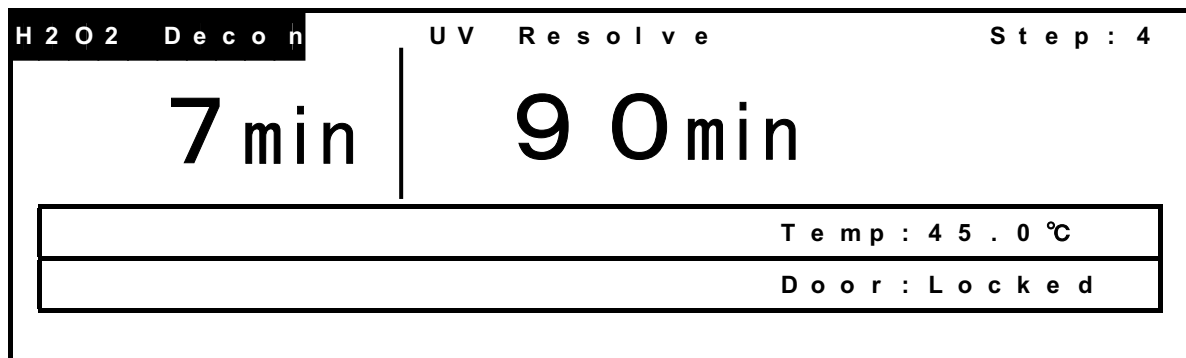 H2O2 Decon UV Resolve Step:4
7min 90min
Temp:45.0℃
Door:Locked